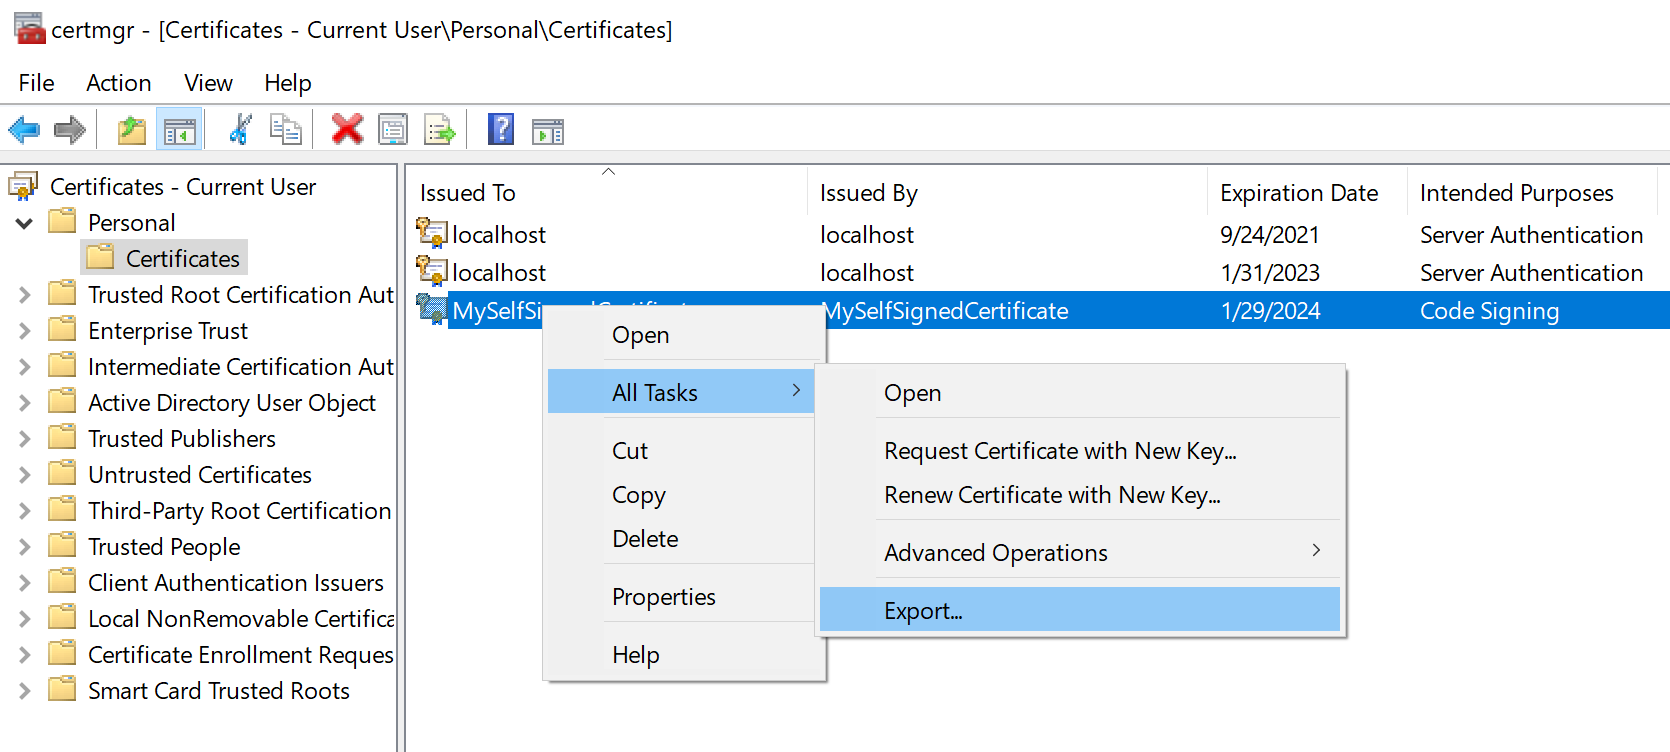 certmgr - [Certificates - Current User\Personal\Certificates]
File Action View Help
Certificates - Current User
Personal
Certificates
Trusted Root Certification Aut
Enterprise Trust
Intermediate Certification Aut
Active Directory User Object
Trusted Publishers
Untrusted Certificates
Third-Party Root Certification
Trusted People
Client Authentication Issuers
Local NonRemovable Certifica
Certificate Enrollment Reques
Smart Card Trusted Roots
Issued To Issued By Expiration Date Intended Purposes
localhost localhost 9/24/2021 Server Authentication
localhost localhost 1/31/2023 Server Authentication
MySelfSignedCertificat MySelfSignedCertificate 1/29/2024 Code Signing
Open
All Tasks
Cut
Copy
Delete
Properties
Help
Open
Request Certificate with New Key...
Renew Certificate with New Key...
Advanced Operations
Export...